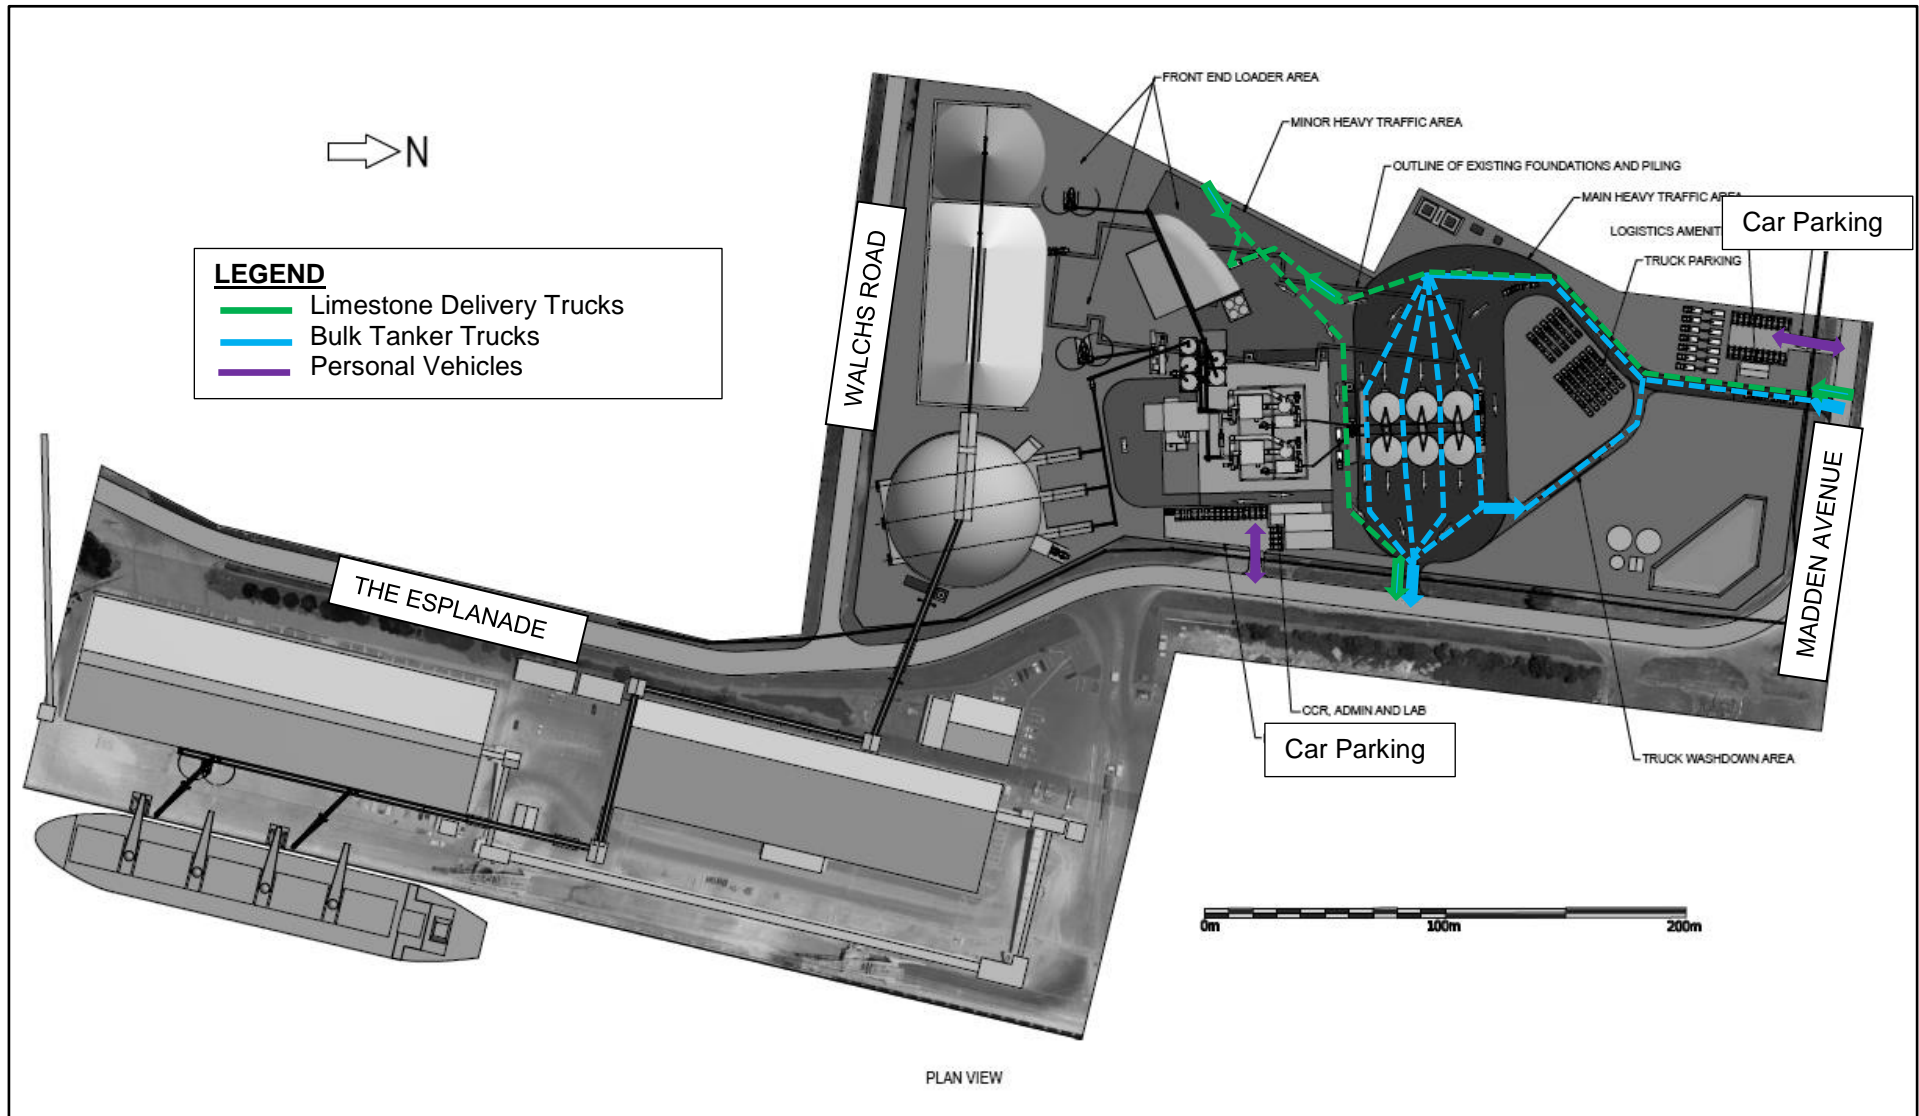 FRONT END LOADER AREA
MINOR HEAVY TRAFFIC AREA
N
OUTLINE OF EXISTING FOUNDATIONS AND PILING
MAIN HEAVY TRAFFIC AREA
Car Parking
LOGISTICS
TRUCK PARKING
WALCHS ROAD
LEGEND
Limestone Delivery Trucks
Bulk Tanker Trucks
Personal Vehicles
MADDEN AVENUE
THE ESPLANADE
CCR, ADMIN AND LAB
Car Parking
TRUCK WASHDOWN AREA
0m 100m 200m
PLAN VIEW